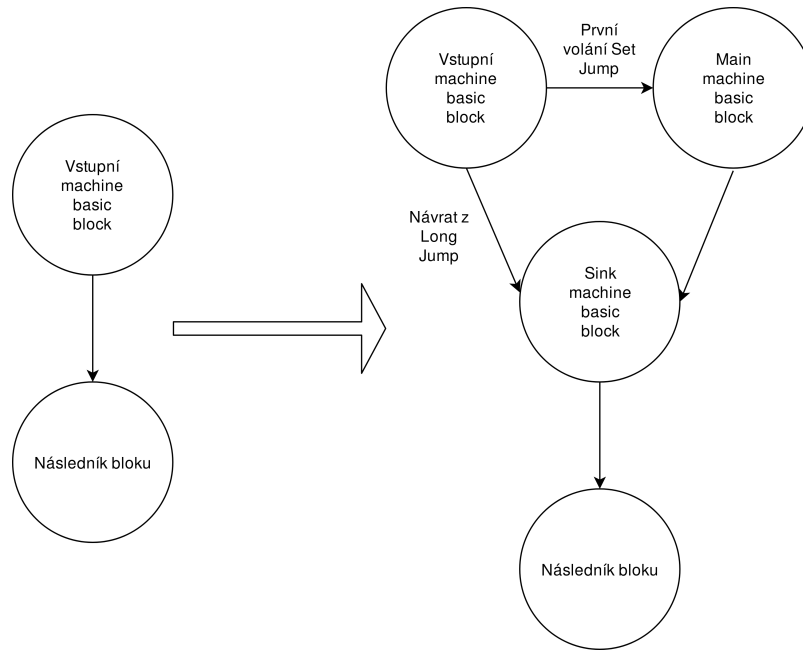 Vstupní
machine
basic
block
Následník bloku
Vstupní
machine
basic
block
První
volání Set
Jump
Main
machine
basic
block
Návrat z
Long
Jump
Sink
machine
basic
block
Následník bloku